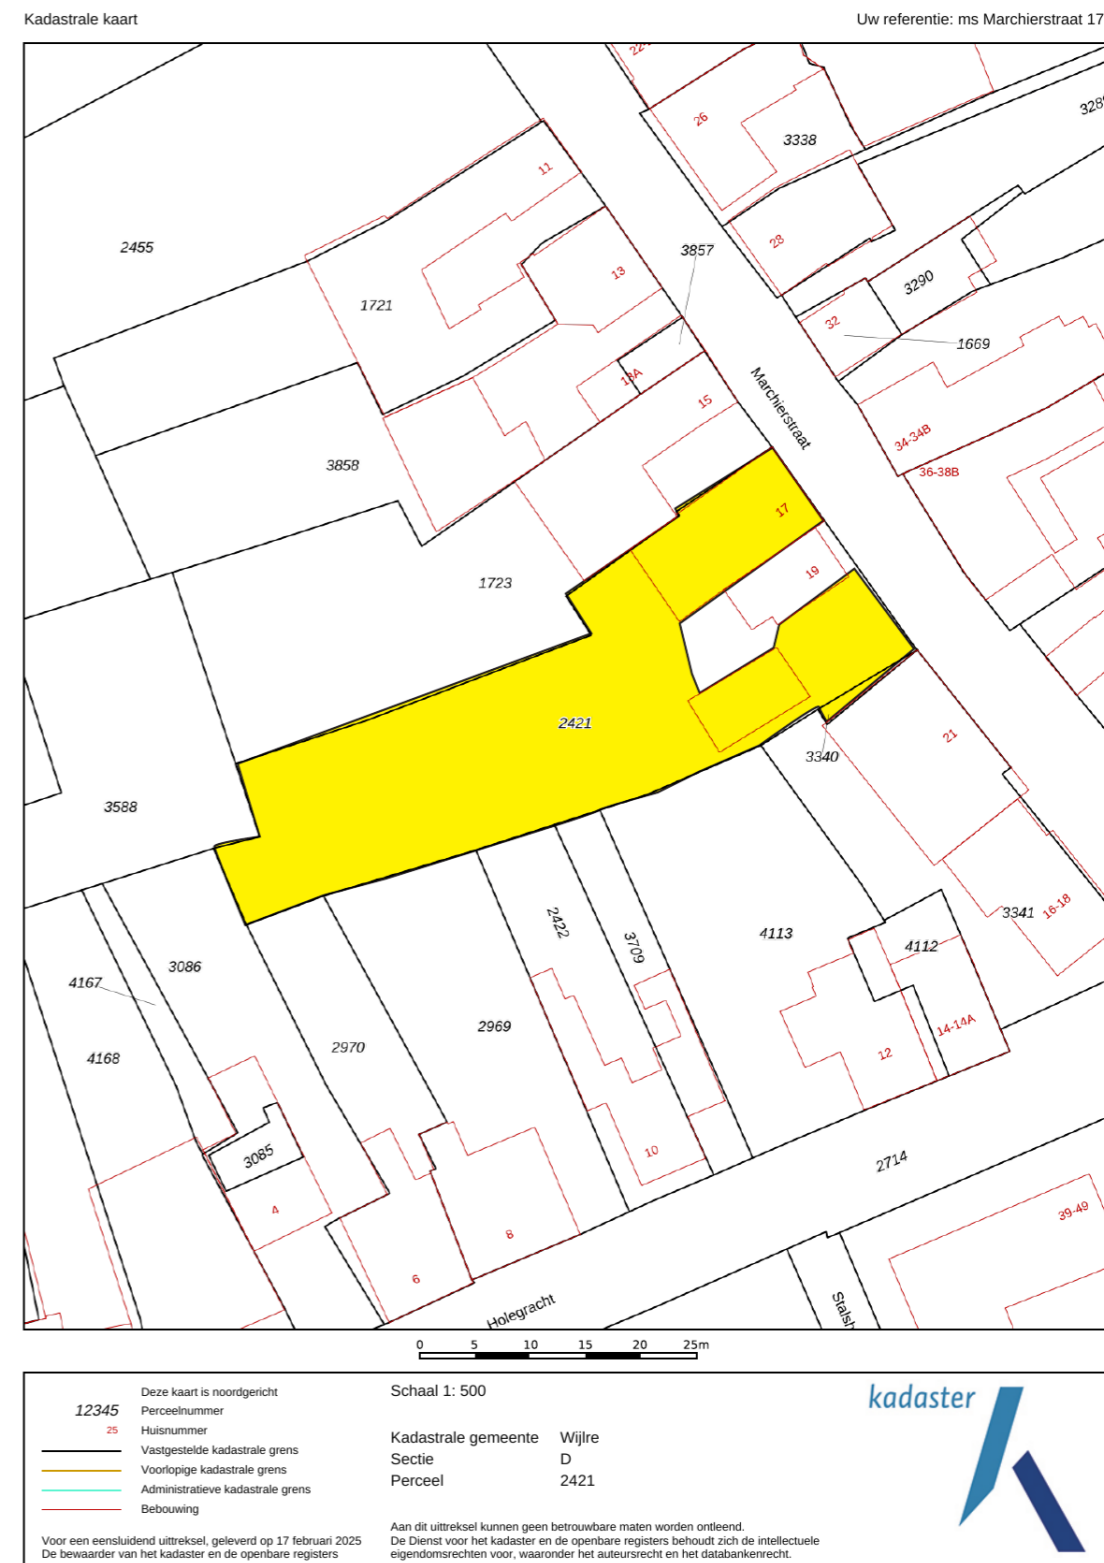 Kadastrale kaart
Uw referentie: ms Marchierstraat 17
26
3338
11
2455
28
3857
13
3290
1721
32
1669
13A
15
Marchierstraat
34-34B
3858
36-38B
17
19
1723
2421
21
3340
3588
2422
3709
4113
3341
16-18
4112
3086
4167
2969
14-14A
2970
4168
12
10
3085
2714
4
39-49
8
6
Holegracht
0 5 10 15 20 25m
Deze kaart is noordgericht
12345 Perceelnummer
25 Huisnummer
Vastgestelde kadastrale grens
Voorlopige kadastrale grens
Administratieve kadastrale grens
Bebouwing
Voor een eensluidend uittreksel, geleverd op 17 februari 2025
De bewaarder van het kadaster en de openbare registers
Schaal 1: 500
Kadastrale gemeente Wijlre
Sectie D
Perceel 2421
Aan dit uittreksel kunnen geen betrouwbare maten worden ontleend.
De Dienst voor het kadaster en de openbare registers behoudt zich de intellectuele
eigendomsrechten voor, waaronder het auteursrecht en het databankenrecht.
kadaster